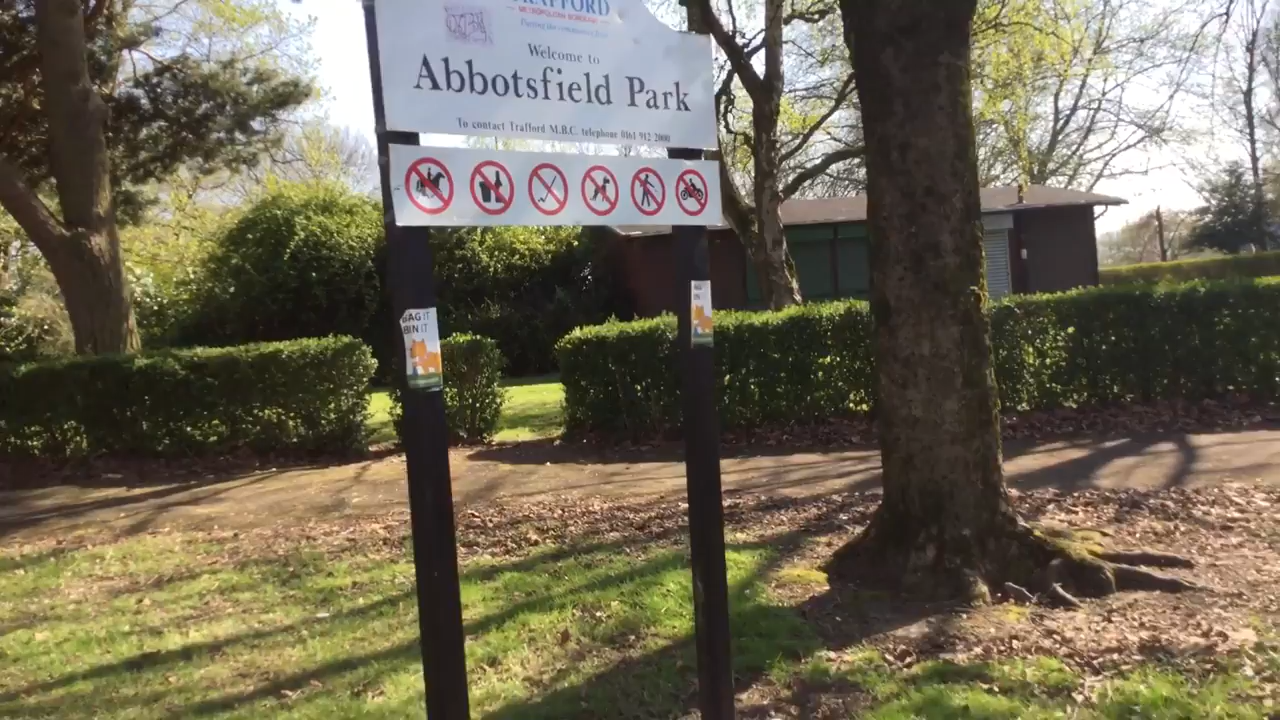 TRAFFORD
METROPOLITAN BOROUGH
Welcome to
Abbotsfield Park
To contact Trafford M.B.C. telephone 0161 912 2000
BAG IT
BIN IT